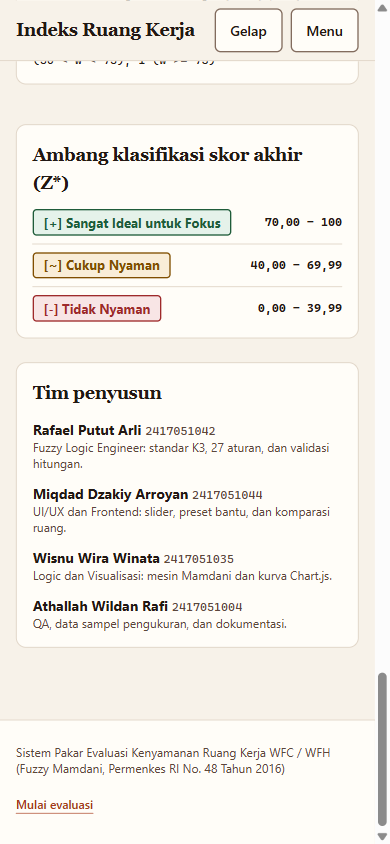 Indeks Ruang Kerja
Gelap
Menu
Ambang klasifikasi skor akhir
(Z*)
[+] Sangat Ideal untuk Fokus
70,00 – 100
[~] Cukup Nyaman
40,00 – 69,99
[-] Tidak Nyaman
0,00 – 39,99
Tim penyusun
Rafael Putut Arli 2417051042
Fuzzy Logic Engineer: standar K3, 27 aturan, dan validasi
hitungan.
Miqdad Dzakiy Arroyan 2417051044
UI/UX dan Frontend: slider, preset bantu, dan komparasi
ruang.
Wisnu Wira Winata 2417051035
Logic dan Visualisasi: mesin Mamdani dan kurva Chart.js.
Athallah Wildan Rafi 2417051004
QA, data sampel pengukuran, dan dokumentasi.
Sistem Pakar Evaluasi Kenyamanan Ruang Kerja WFC / WFH
(Fuzzy Mamdani, Permenkes RI No. 48 Tahun 2016)
Mulai evaluasi